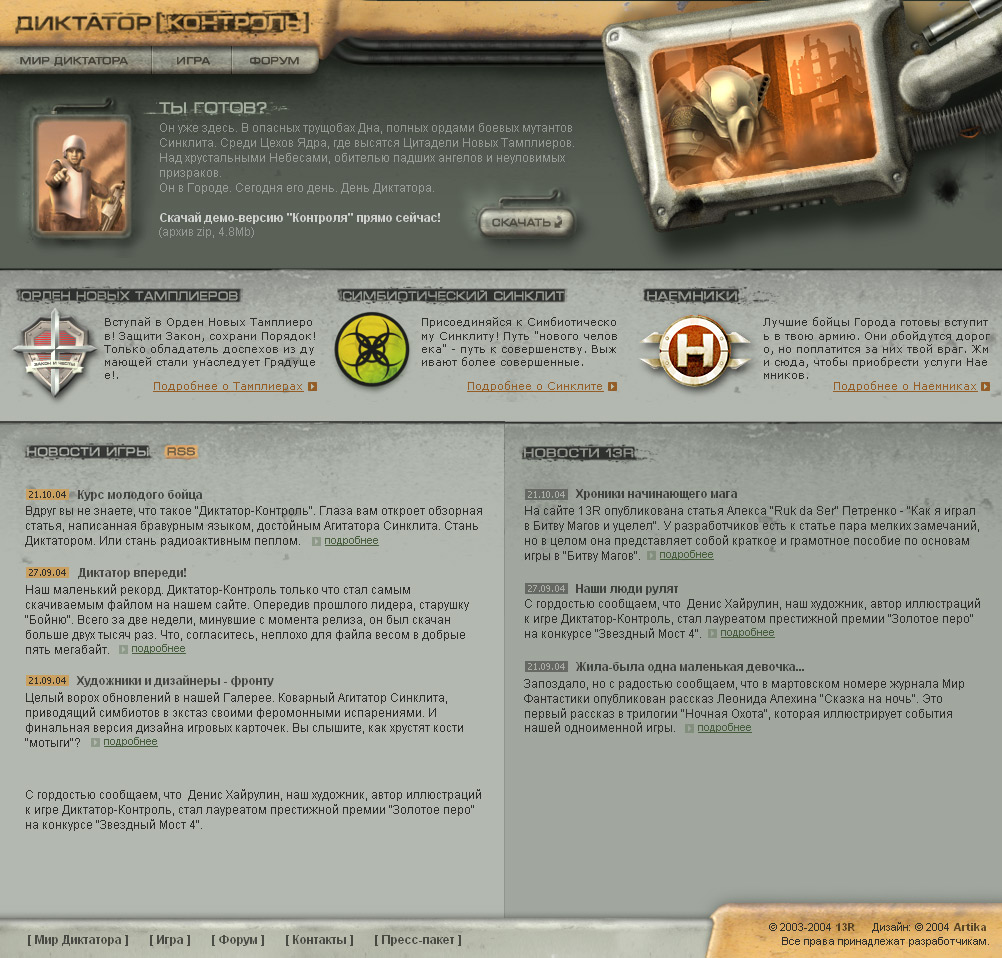 ДИКТАТОР [КОНТРОЛЬ]
МИР ДИКТАТОРА
ИГРА
ФОРУМ
ТЫ ГОТОВ?
Он уже здесь. В опасных трущобах Дна, полных ордами боевых мутантов
Синклита. Среди Цехов Ядра, где высятся Цитадели Новых Тамплиеров.
Над хрустальными Небесами, обителью падших ангелов и неуловимых
призраков.
Он в Городе. Сегодня его день. День Диктатора.
Скачай демо-версию "Контроля" прямо сейчас!
(архив zip, 4.8Mb)
СКАЧАТЬ
ОРДЕН НОВЫХ ТАМПЛИЕРОВ
ЗАКОН И ЧЕСТЬ
Вступай в Орден Новых Тамплиеро
в! Защити Закон, сохрани Порядок!
Только обладатель доспехов из ду
мающей стали унаследует Грядуще
е!.
Подробнее о Тамплиерах
СИМБИОТИЧЕСКИЙ СИНКЛИТ
Присоединяйся к Симбиотическо
му Синклиту! Путь "нового челов
ека" - путь к совершенству. Выж
ивают более совершенные.
Подробнее о Синклите
НАЕМНИКИ
Н
Лучшие бойцы Города готовы вступит
ь в твою армию. Они обойдутся дорог
о, но поплатится за них твой враг. Жм
и сюда, чтобы приобрести услуги Нае
мников.
Подробнее о Наемниках
НОВОСТИ ИГРЫ RSS
21.10.04 Курс молодого бойца
Вдруг вы не знаете, что такое "Диктатор-Контроль". Глаза вам откроет обзорная
статья, написанная бравурным языком, достойным Агитатора Синклита. Стань
Диктатором. Или стань радиоактивным пеплом. подробнее
27.09.04 Диктатор впереди!
Наш маленький рекорд. Диктатор-Контроль только что стал самым
скачиваемым файлом на нашем сайте. Опередив прошлого лидера, старушку
"Бойню". Всего за две недели, минувшие с момента релиза, он был скачан
больше двух тысяч раз. Что, согласитесь, неплохо для файла весом в добрые
пять мегабайт. подробнее
21.09.04 Художники и дизайнеры - фронту
Целый ворох обновлений в нашей Галерее. Коварный Агитатор Синклита,
приводящий симбиотов в экстаз своими феромонными испарениями. И
финальная версия дизайна игровых карточек. Вы слышите, как хрустят кости
"мотыги"? подробнее
С гордостью сообщаем, что Денис Хайрулин, наш художник, автор иллюстраций
к игре Диктатор-Контроль, стал лауреатом престижной премии "Золотое перо"
на конкурсе "Звездный Мост 4".
НОВОСТИ 13R
21.10.04 Хроники начинающего мага
На сайте 13R опубликована статья Алекса "Ruk da Ser" Петренко - "Как я играл
в Битву Магов и уцелел". У разработчиков есть к статье пара мелких замечаний,
но в целом она представляет собой краткое и грамотное пособие по основам
игры в "Битву Магов". подробнее
27.09.04 Наши люди рулят
С гордостью сообщаем, что Денис Хайрулин, наш художник, автор иллюстраций
к игре Диктатор-Контроль, стал лауреатом престижной премии "Золотое перо"
на конкурсе "Звездный Мост 4". подробнее
21.09.04 Жила-была одна маленькая девочка...
Запоздало, но с радостью сообщаем, что в мартовском номере журнала Мир
Фантастики опубликован рассказ Леонида Алехина "Сказка на ночь". Это
первый рассказ в трилогии "Ночная Охота", которая иллюстрирует события
нашей одноименной игры. подробнее
[ Мир Диктатора ] [ Игра ] [ Форум ] [ Контакты ] [ Пресс-пакет ]
© 2003-2004 13R Дизайн: © 2004 Artika
Все права принадлежат разработчикам.